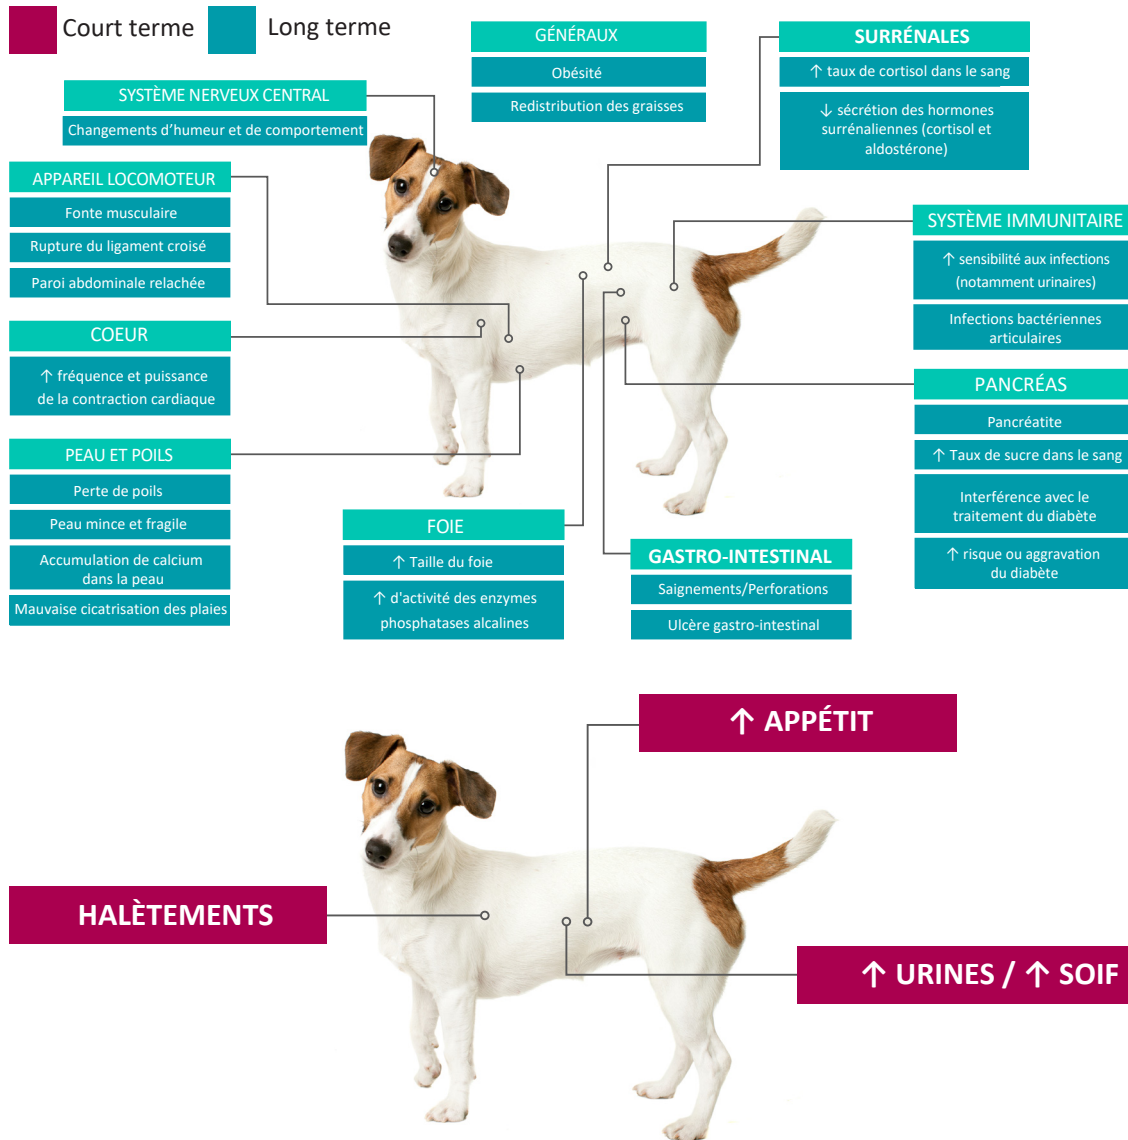 Court terme
Long terme
GÉNÉRAUX
Obésité
Redistribution des graisses
SURRÉNALES
↑ taux de cortisol dans le sang
↓ sécrétion des hormones
surrénaliennes (cortisol et
aldostérone)
SYSTÈME NERVEUX CENTRAL
Changements d'humeur et de comportement
APPAREIL LOCOMOTEUR
Fonte musculaire
Rupture du ligament croisé
Paroi abdominale relachée
SYSTÈME IMMUNITAIRE
↑ sensibilité aux infections
(notamment urinaires)
Infections bactériennes
articulaires
COEUR
↑ fréquence et puissance
de la contraction cardiaque
PANCRÉAS
Pancréatite
↑ Taux de sucre dans le sang
Interférence avec le
traitement du diabète
↑ risque ou aggravation
du diabète
PEAU ET POILS
Perte de poils
Peau mince et fragile
Accumulation de calcium
dans la peau
Mauvaise cicatrisation des plaies
FOIE
↑ Taille du foie
↑ d'activité des enzymes
phosphatases alcalines
GASTRO-INTESTINAL
Saignements/Perforations
Ulcère gastro-intestinal
↑ APPÉTIT
HALÈTEMENTS
↑ URINES / ↑ SOIF